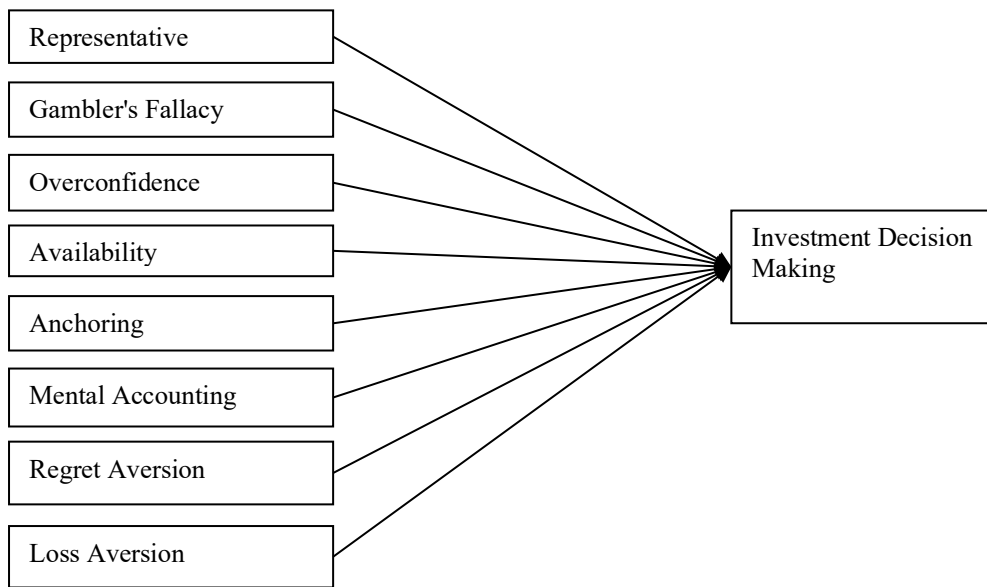 Representative
Gambler's Fallacy
Overconfidence
Availability
Anchoring
Mental Accounting
Regret Aversion
Loss Aversion
Investment Decision
Making